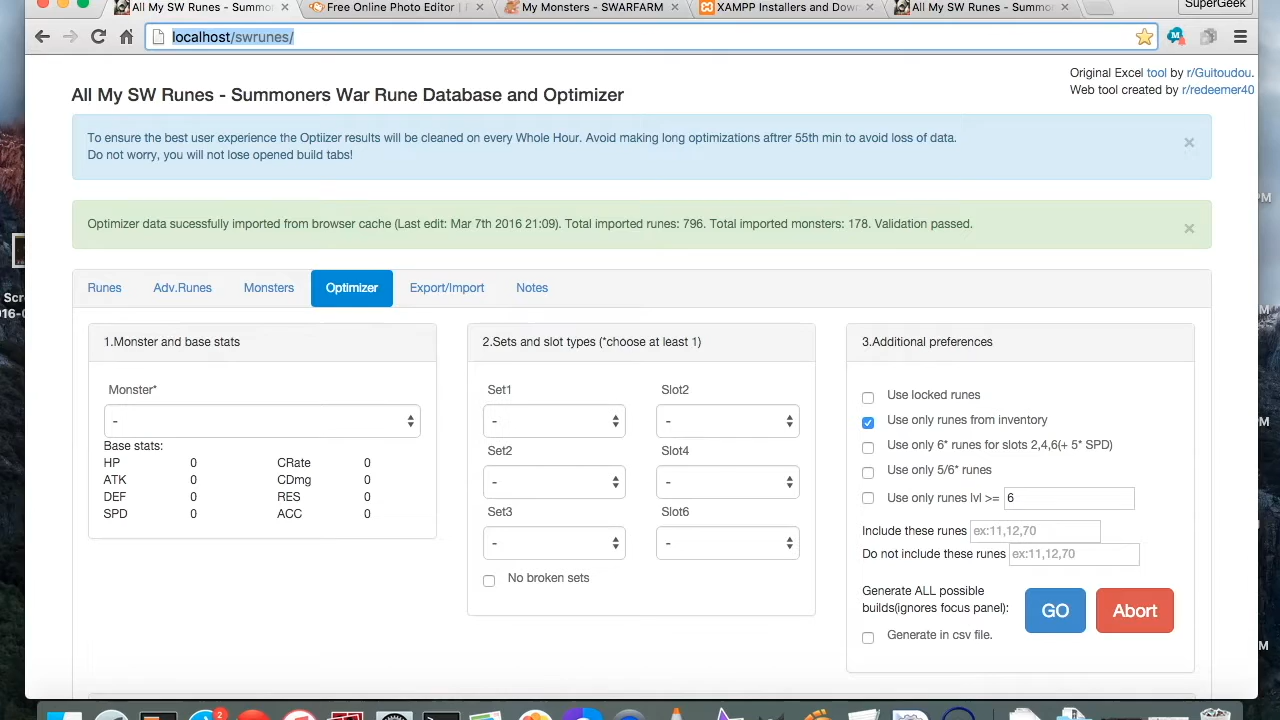 All My SW Runes - Summon
Free Online Photo Editor |
My Monsters - SWARFARM
XAMPP Installers and Down
All My SW Runes - Summo
SuperGeek
localhost/swrunes/
Original Excel tool by r/Guitoudou.
Web tool created by r/redeemer40
All My SW Runes - Summoners War Rune Database and Optimizer
To ensure the best user experience the Optiizer results will be cleaned on every Whole Hour. Avoid making long optimizations aftrer 55th min to avoid loss of data.
Do not worry, you will not lose opened build tabs!
Optimizer data sucessfully imported from browser cache (Last edit: Mar 7th 2016 21:09). Total imported runes: 796. Total imported monsters: 178. Validation passed.
Runes Adv.Runes Monsters Optimizer Export/Import Notes
1.Monster and base stats
Monster*
-
Base stats:
HP 0 CRate 0
ATK 0 CDmg 0
DEF 0 RES 0
SPD 0 ACC 0
2.Sets and slot types (*choose at least 1)
Set1 Slot2
- -
Set2 Slot4
- -
Set3 Slot6
- -
No broken sets
3.Additional preferences
Use locked runes
Use only runes from inventory
Use only 6* runes for slots 2,4,6(+ 5* SPD)
Use only 5/6* runes
Use only runes lvl >= 6
Include these runes ex:11,12,70
Do not include these runes ex:11,12,70
Generate ALL possible
builds(ignores focus panel):
GO Abort
Generate in csv file.
2